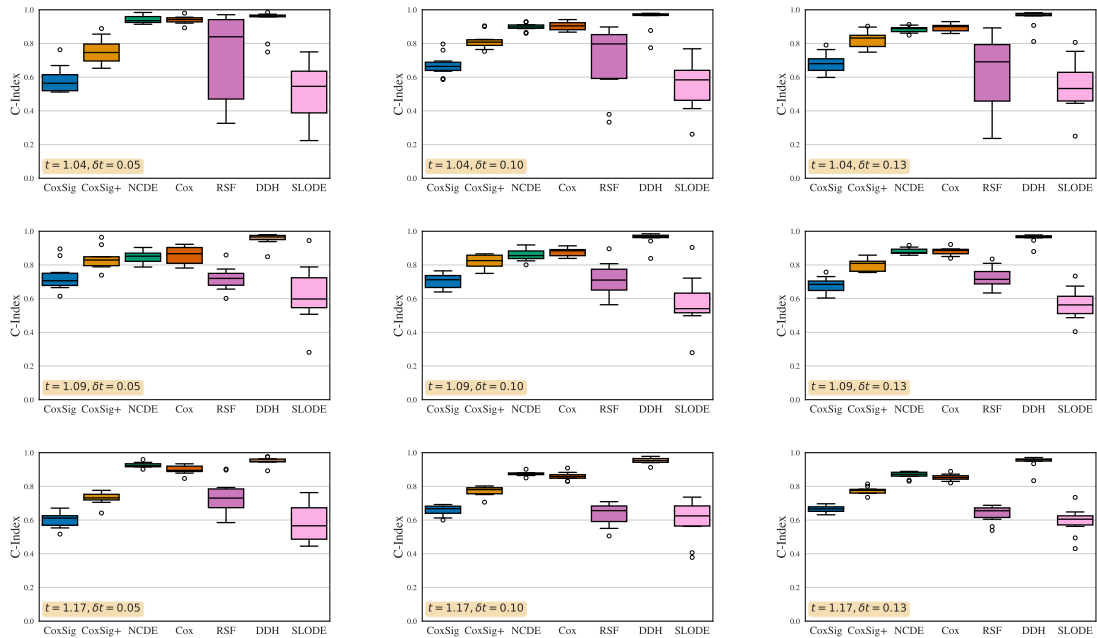 C-Index
1.0
0.8
0.6
0.4
0.2
0.0
t = 1.04, δt = 0.05
CoxSig CoxSig+ NCDE Cox RSF DDH SLODE
C-Index
1.0
0.8
0.6
0.4
0.2
0.0
t = 1.04, δt = 0.10
CoxSig CoxSig+ NCDE Cox RSF DDH SLODE
C-Index
1.0
0.8
0.6
0.4
0.2
0.0
t = 1.04, δt = 0.13
CoxSig CoxSig+ NCDE Cox RSF DDH SLODE
C-Index
1.0
0.8
0.6
0.4
0.2
0.0
t = 1.09, δt = 0.05
CoxSig CoxSig+ NCDE Cox RSF DDH SLODE
C-Index
1.0
0.8
0.6
0.4
0.2
0.0
t = 1.09, δt = 0.10
CoxSig CoxSig+ NCDE Cox RSF DDH SLODE
C-Index
1.0
0.8
0.6
0.4
0.2
0.0
t = 1.09, δt = 0.13
CoxSig CoxSig+ NCDE Cox RSF DDH SLODE
C-Index
1.0
0.8
0.6
0.4
0.2
0.0
t = 1.17, δt = 0.05
CoxSig CoxSig+ NCDE Cox RSF DDH SLODE
C-Index
1.0
0.8
0.6
0.4
0.2
0.0
t = 1.17, δt = 0.10
CoxSig CoxSig+ NCDE Cox RSF DDH SLODE
C-Index
1.0
0.8
0.6
0.4
0.2
0.0
t = 1.17, δt = 0.13
CoxSig CoxSig+ NCDE Cox RSF DDH SLODE